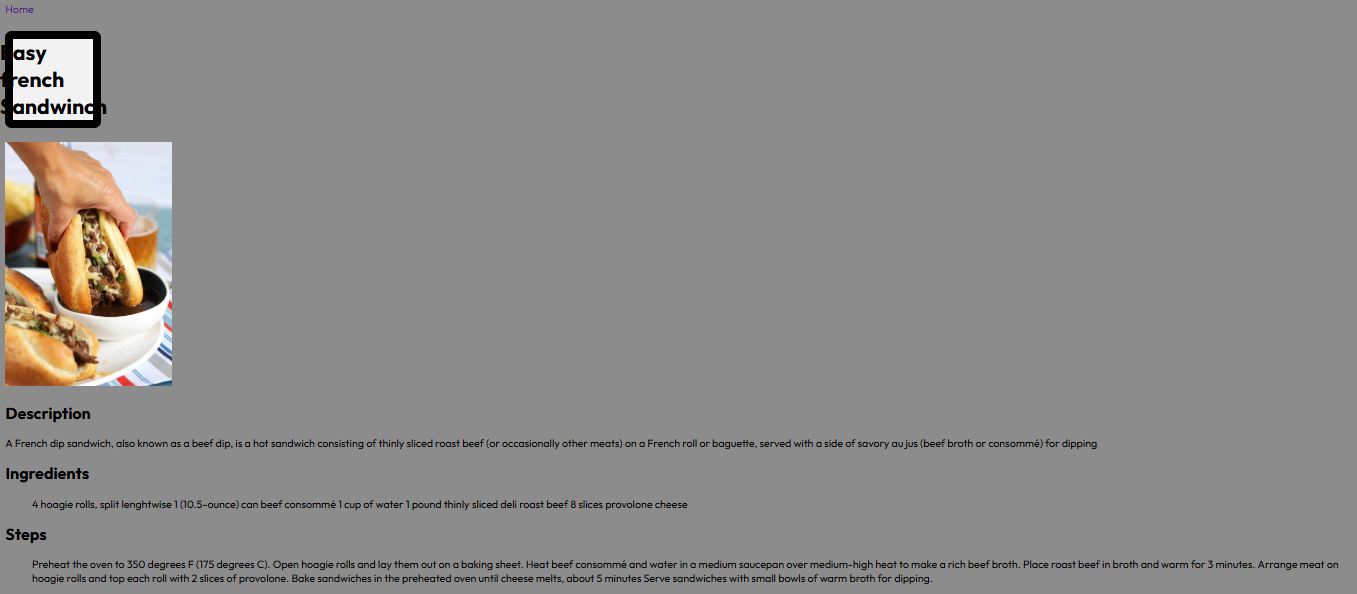 Home
Easy
french
Sandwinch
Description
A French dip sandwich, also known as a beef dip, is a hot sandwich consisting of thinly sliced roast beef (or occasionally other meats) on a French roll or baguette, served with a side of savory au jus (beef broth or consommé) for dipping
Ingredients
4 hoagie rolls, split lenghtwise 1 (10.5-ounce) can beef consommé 1 cup of water 1 pound thinly sliced deli roast beef 8 slices provolone cheese
Steps
Preheat the oven to 350 degrees F (175 degrees C). Open hoagie rolls and lay them out on a baking sheet. Heat beef consommé and water in a medium saucepan over medium-high heat to make a rich beef broth. Place roast beef in broth and warm for 3 minutes. Arrange meat on
hoagie rolls and top each roll with 2 slices of provolone. Bake sandwiches in the preheated oven until cheese melts, about 5 minutes Serve sandwiches with small bowls of warm broth for dipping.